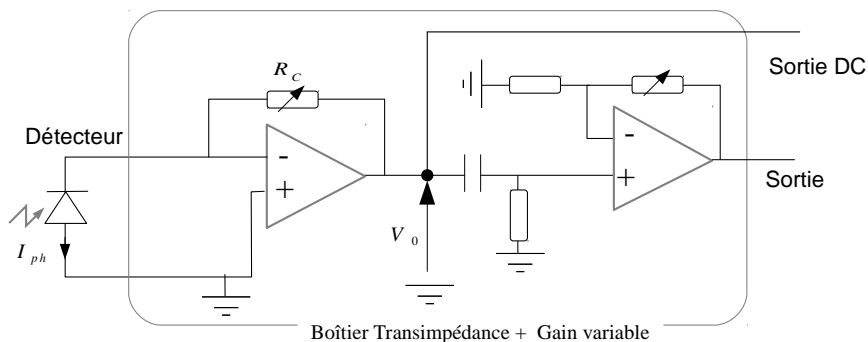 R C
Sortie DC
Détecteur
-
+
-
+
Sortie
I ph
V 0
Boîtier Transimpédance + Gain variable